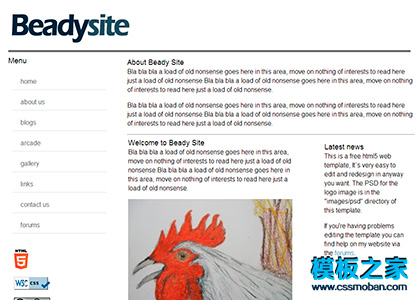 Beadysite
Menu
home
about us
blogs
arcade
gallery
links
contact us
forums
HTML
5
W3C CSS
About Beady Site
Bla bla bla a load of old nonsense goes here in this area, move on nothing of interests to read here
just a load of old nonsense.Bla bla bla a load of old nonsense goes here in this area, move on nothing
of interests to read here just a load of old nonsense.
Bla bla bla a load of old nonsense goes here in this area, move on nothing of interests to read here
just a load of old nonsense.Bla bla bla a load of old nonsense goes here in this area, move on nothing
of interests to read here just a load of old nonsense.
Welcome to Beady Site
Bla bla bla a load of old nonsense goes here in this area,
move on nothing of interests to read here just a load of old
nonsense.Bla bla bla a load of old nonsense goes here in
this area, move on nothing of interests to read here just a
load of old nonsense.
Latest news
This is a free html5 web
template, It's very easy to
edit and redesign in anyway
you want. The PSD for the
logo image is in the
"images/psd" directory of
this template.
If you're having problems
editing the template you can
find help on my website via
the forums.
模板之家
www.cssmoban.com